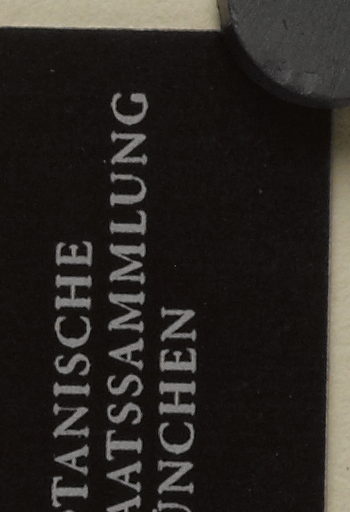 TANISCHE
AATSSAMMLUNG
ÜNCHEN